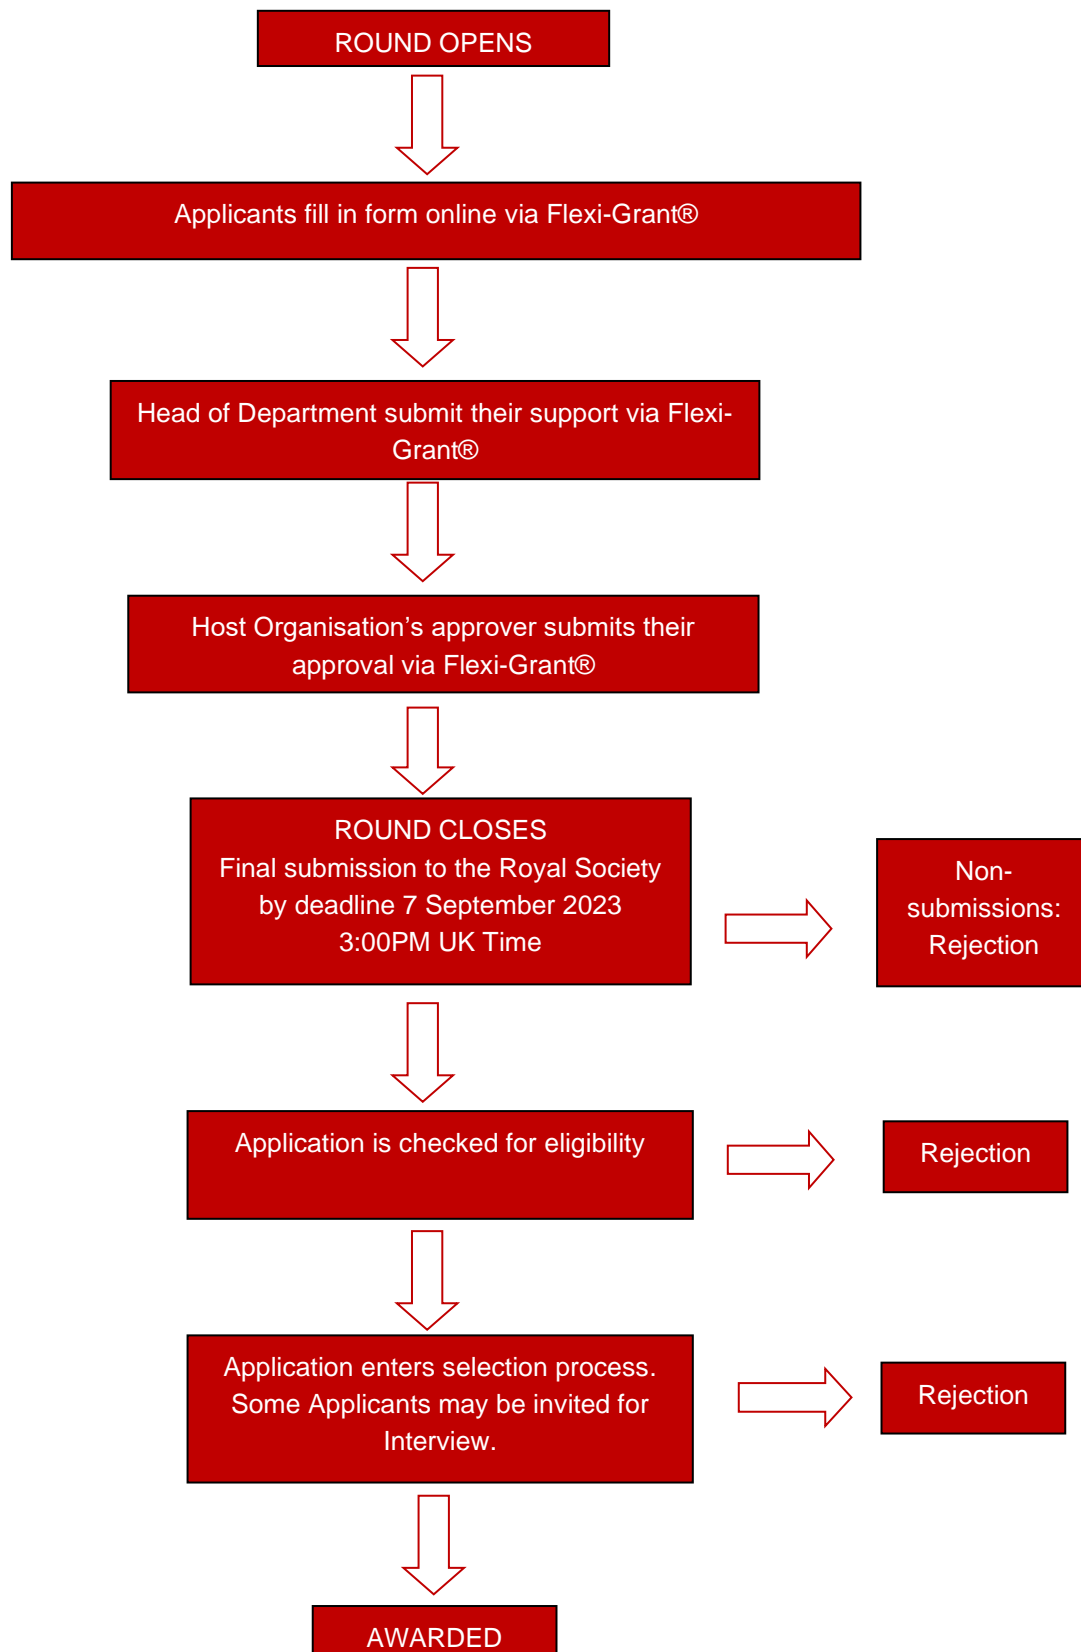 ROUND OPENS
Applicants fill in form online via Flexi-Grant®
Head of Department submit their support via Flexi-
Grant®
Host Organisation’s approver submits their
approval via Flexi-Grant®
ROUND CLOSES
Final submission to the Royal Society
by deadline 7 September 2023
3:00PM UK Time
Non-
submissions:
Rejection
Application is checked for eligibility
Rejection
Application enters selection process.
Some Applicants may be invited for
Interview.
Rejection
AWARDED